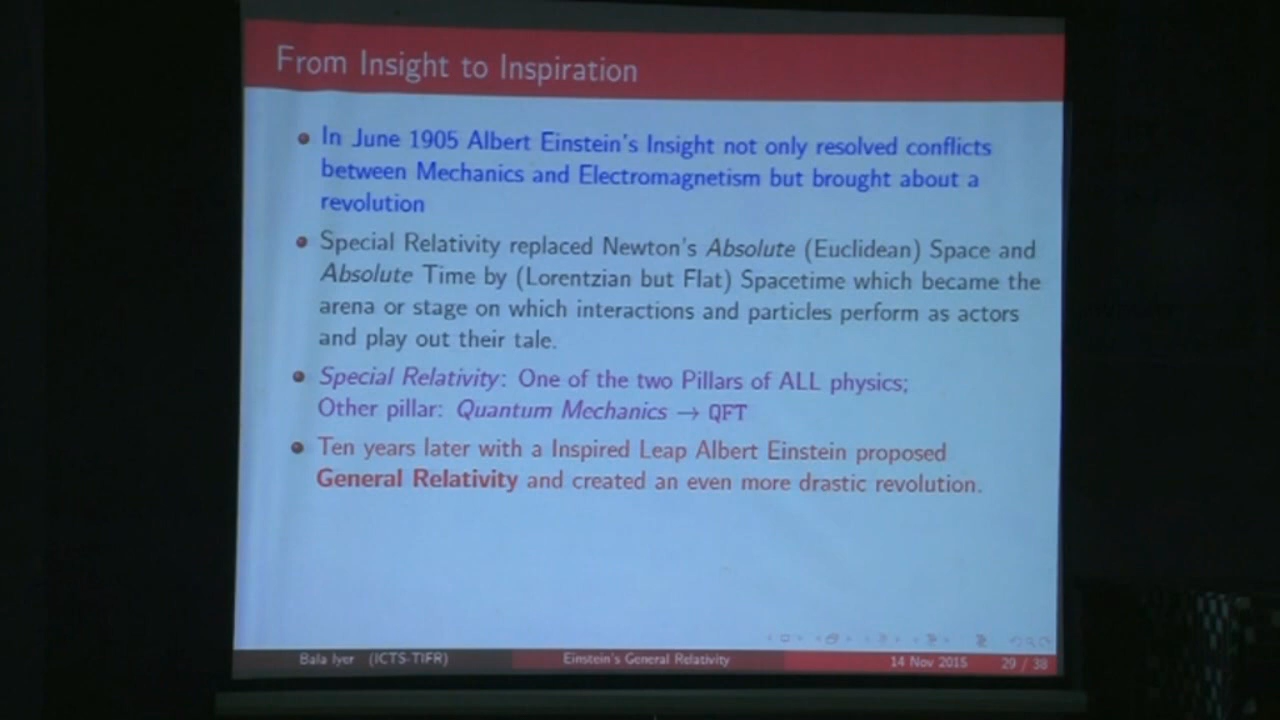 From Insight to Inspiration
In June 1905 Albert Einstein's Insight not only resolved conflicts
between Mechanics and Electromagnetism but brought about a
revolution
Special Relativity replaced Newton's Absolute (Euclidean) Space and
Absolute Time by (Lorentzian but Flat) Spacetime which became the
arena or stage on which interactions and particles perform as actors
and play out their tale.
Special Relativity: One of the two Pillars of ALL physics;
Other pillar: Quantum Mechanics → QFT
Ten years later with a Inspired Leap Albert Einstein proposed
General Relativity and created an even more drastic revolution.
Bala Iyer (ICTS-TIFR) Einstein's General Relativity 14 Nov 2015 29 / 38